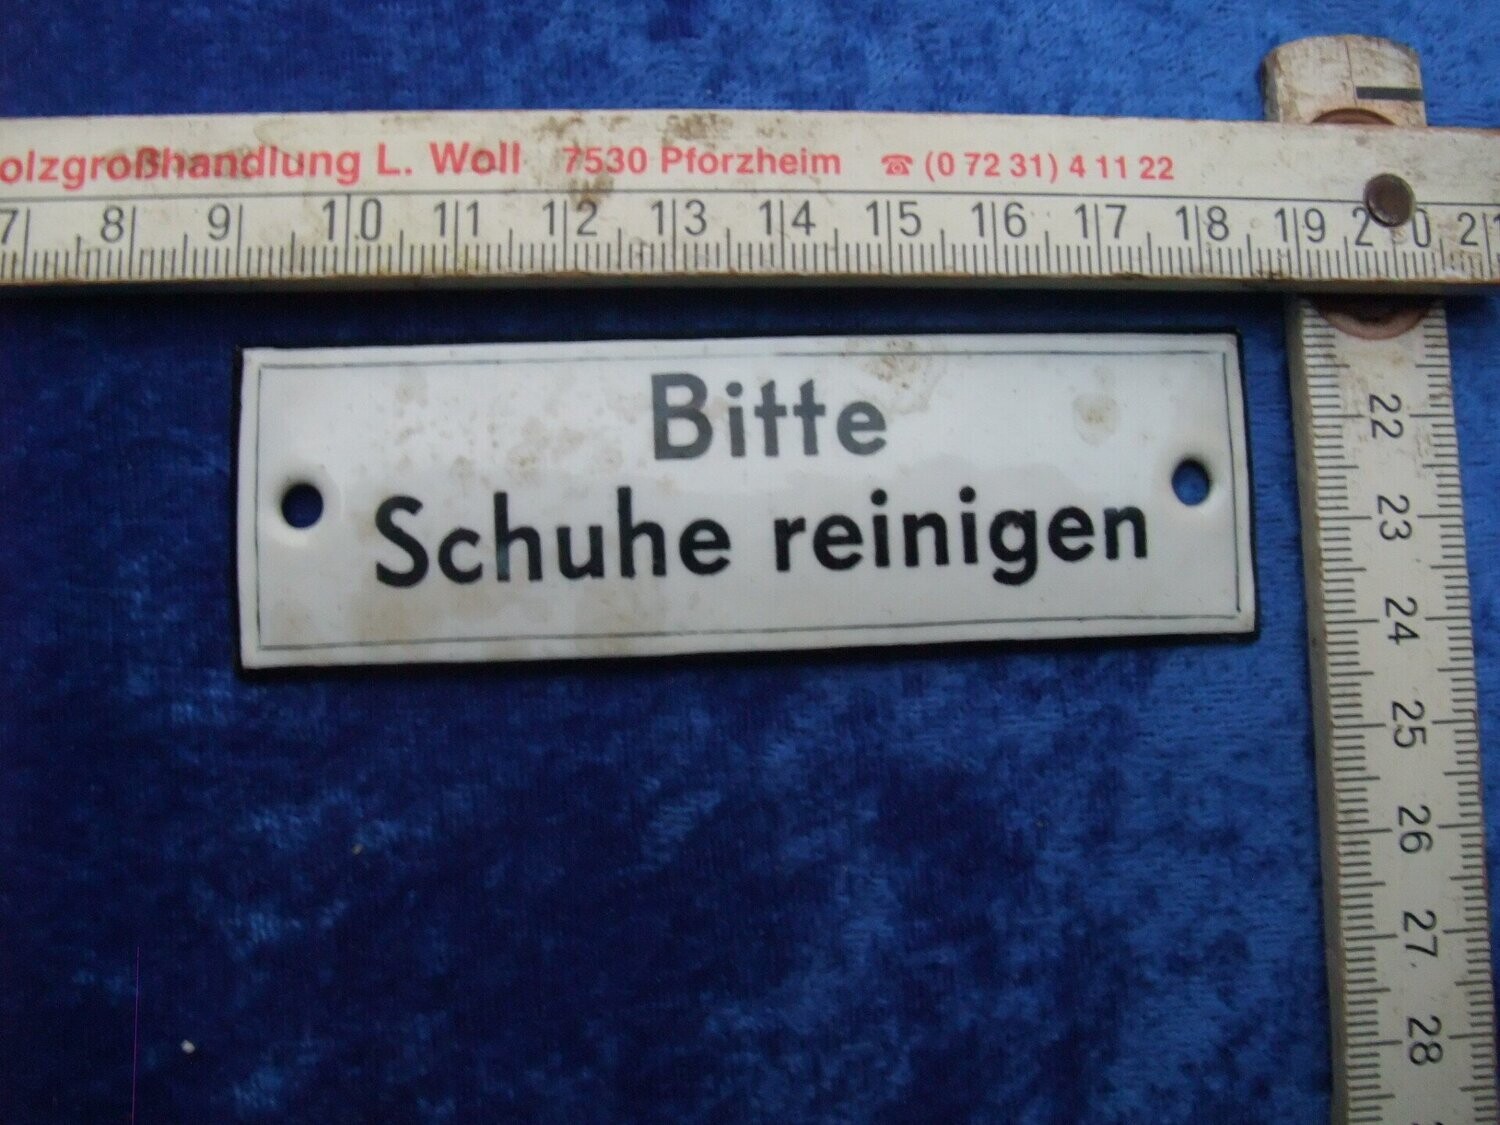 olzgroßhandlung L. Woll 7530 Pforzheim ☎ (0 72 31) 4 11 22
7 8 9 10 11 12 13 14 15 16 17 18 19 20 21
Bitte
Schuhe reinigen
22
23
24
25
26
27
28